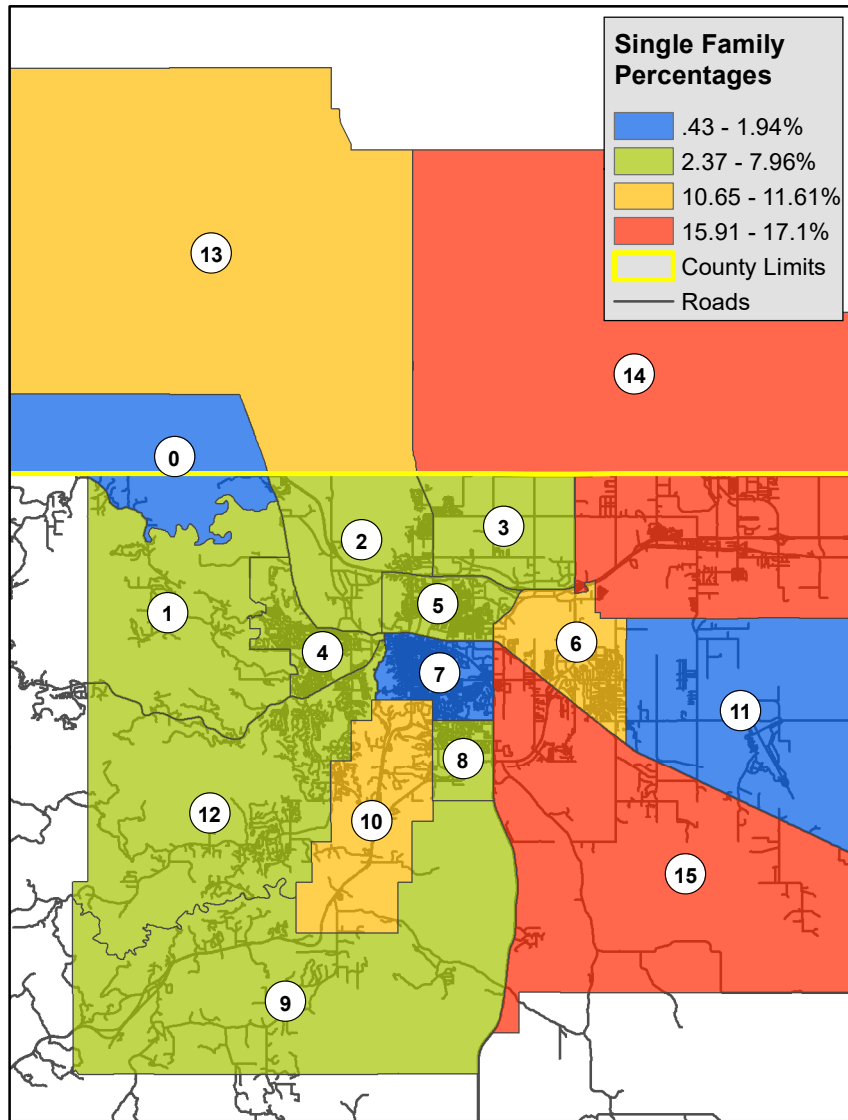 Single Family
Percentages
.43 - 1.94%
2.37 - 7.96%
10.65 - 11.61%
15.91 - 17.1%
County Limits
Roads
13
14
0
3
2
5
1
6
4
7
11
8
12
10
15
9